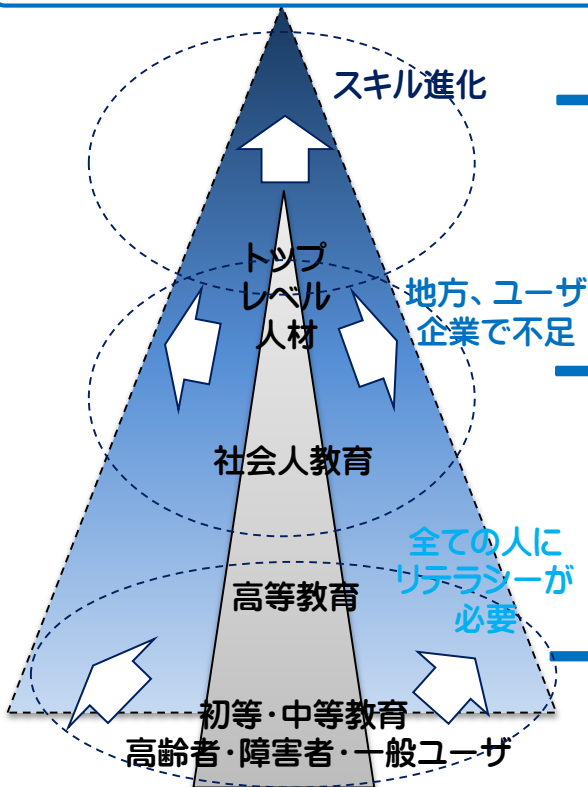 スキル進化
トップ
レベル
人材
地方、ユーザ
企業で不足
社会人教育
全ての人に
リテラシーが
必要
高等教育
初等・中等教育
高齢者・障害者・一般ユーザ